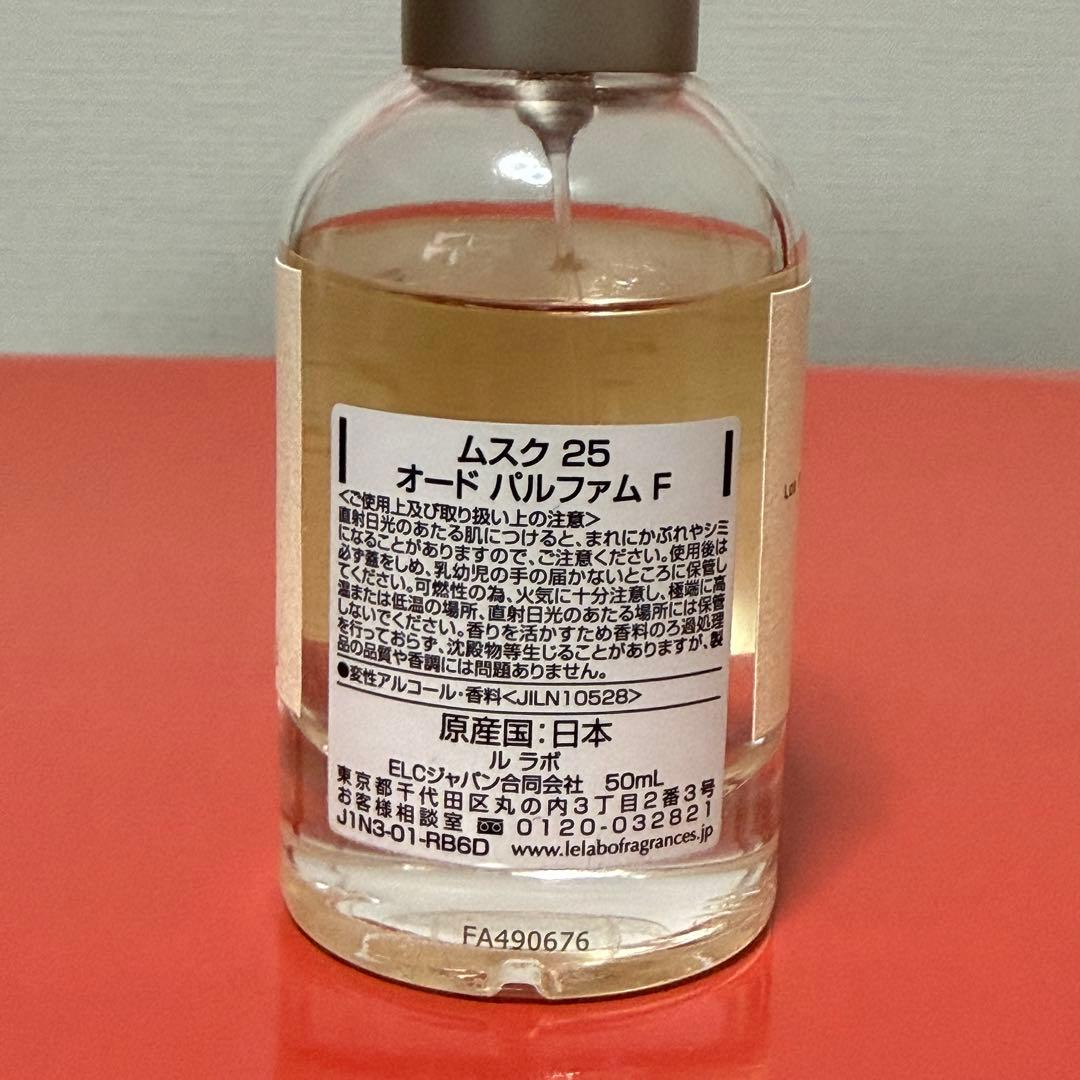 ムスク 25
オード パルファム F
<ご使用上及び取り扱い上の注意>
直射日光のあたる肌につけると、まれにかぶれやシミ
になることがありますので、ご注意ください。使用後は
必ず蓋をしめ、乳幼児の手の届かないところに保管し
てください。可燃性の為、火気に十分注意し、極端に高
温または低温の場所、直射日光のあたる場所には保管
しないでください。香りを活かすため香料のろ過処理
を行っておらず、沈殿物等生じることがありますが、製
品の品質や香調には問題ありません。
●変性アルコール・香料<JILN10528>
原産国：日本
ル ラボ
ELCジャパン合同会社 50mL
東京都千代田区丸の内3丁目2番3号
お客様相談室 0120-032821
J1N3-01-RB6D www.lelabofragrances.jp
FA490676